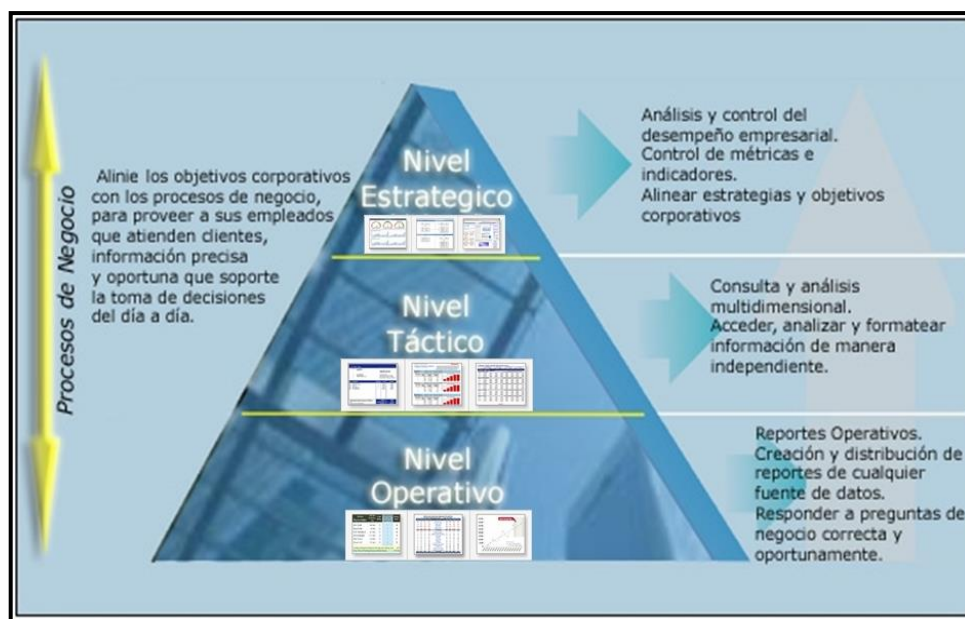 Procesos de Negocio
Alinie los objetivos corporativos
con los procesos de negocio,
para proveer a sus empleados
que atienden clientes,
información precisa
y oportuna que soporte
la toma de decisiones
del día a día.
Nivel
Estrategico
Análisis y control del
desempeño empresarial.
Control de métricas e
indicadores.
Alinear estrategias y objetivos
corporativos
Nivel
Táctico
Consulta y análisis
multidimensional.
Acceder, analizar y formatear
información de manera
independiente.
Nivel
Operativo
Reportes Operativos.
Creación y distribución de
reportes de cualquier
fuente de datos.
Responder a preguntas de
negocio correcta y
oportunamente.